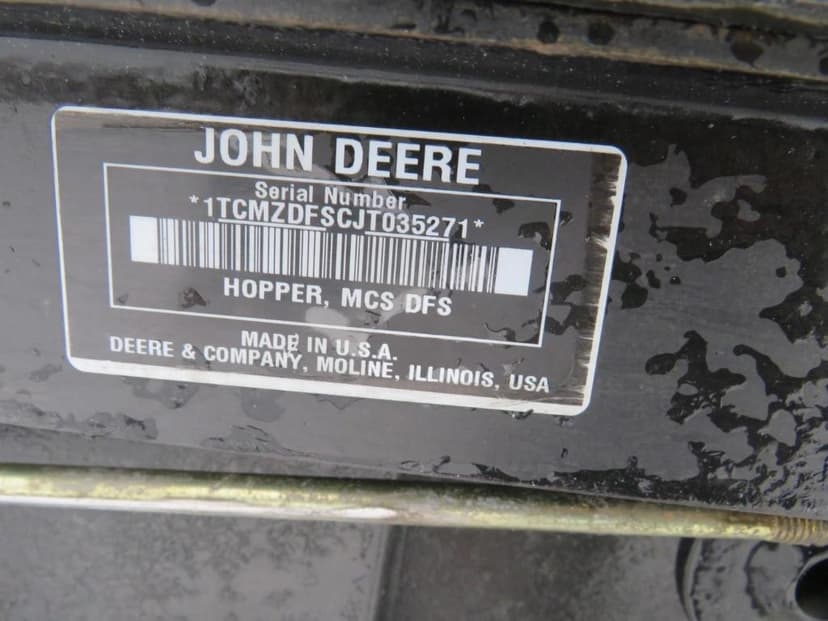 JOHN DEERE
Serial Number
*1TCMZDFSCJT035271*
HOPPER, MCS DFS
MADE IN U.S.A.
DEERE & COMPANY, MOLINE, ILLINOIS, USA